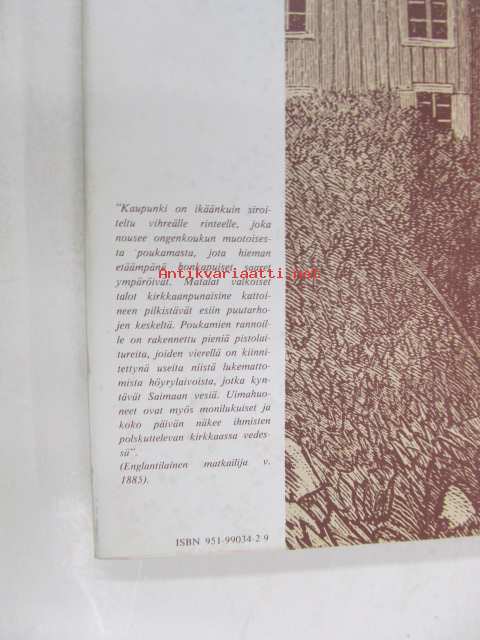 "Kaupunki on ikäänkuin siroi-
teltu vihreälle rinteelle, joka
nousee ongenkoukun muotoises-
ta poukamasta, jota hieman
etäämpänä honkapuiset saaret
ympäröivät. Matalat valkoiset
talot kirkkaanpunaisine kattoi-
neen pilkistävät esiin puutarho-
jen keskeltä. Poukamien rannoil-
le on rakennettu pieniä pistolai-
tureita, joiden vierellä on kiinni-
tettynä useita niistä lukematto-
mista höyrylaivoista, jotka kyn-
tävät Saimaan vesiä. Uimahuo-
neet ovat myös monilukuiset ja
koko päivän näkee ihmisten
polskuttelevan kirkkaassa vedes-
sä".
(Englantilainen matkailija v.
1885).
ISBN 951-99034-2-9
Antikvariaatti.net